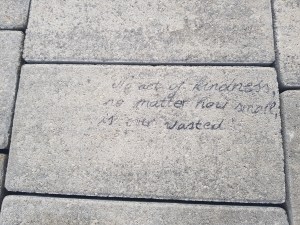 No act of kindness,
no matter how small,
is ever wasted